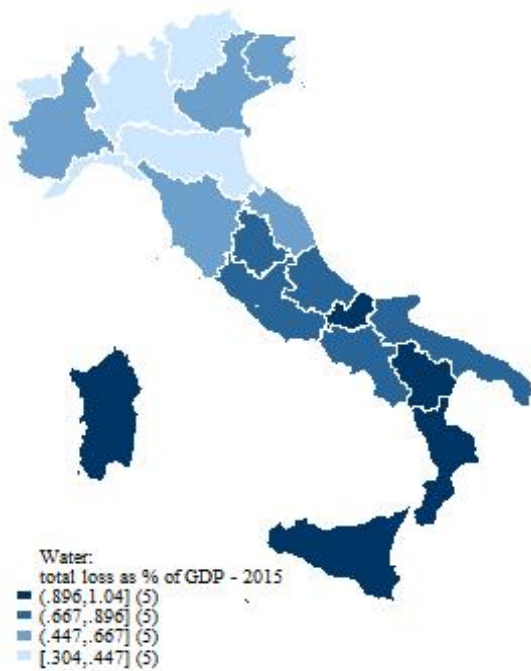 Water:
total loss as % of GDP - 2015
(.896,1.04] (5)
(.667,.896] (5)
(.447,.667] (5)
[.304,.447] (5)